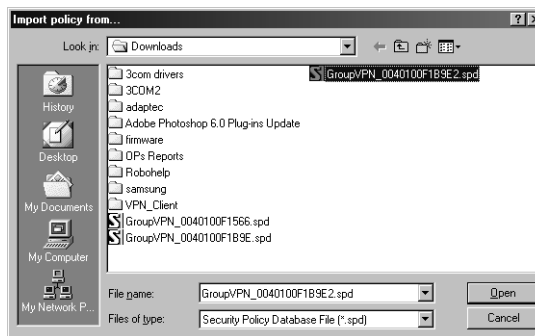 Import policy from...
Look in: Downloads
History
Desktop
My Documents
My Computer
My Network P...
3com drivers
3COM2
adaptec
Adobe Photoshop 6.0 Plug-ins Update
firmware
OPs Reports
Robohelp
samsung
VPN_Client
GroupVPN_0040100F1566.spd
GroupVPN_0040100F1B9E.spd
GroupVPN_0040100F1B9E2.spd
File name: GroupVPN_0040100F1B9E2.spd Open
Files of type: Security Policy Database File (*.spd) Cancel